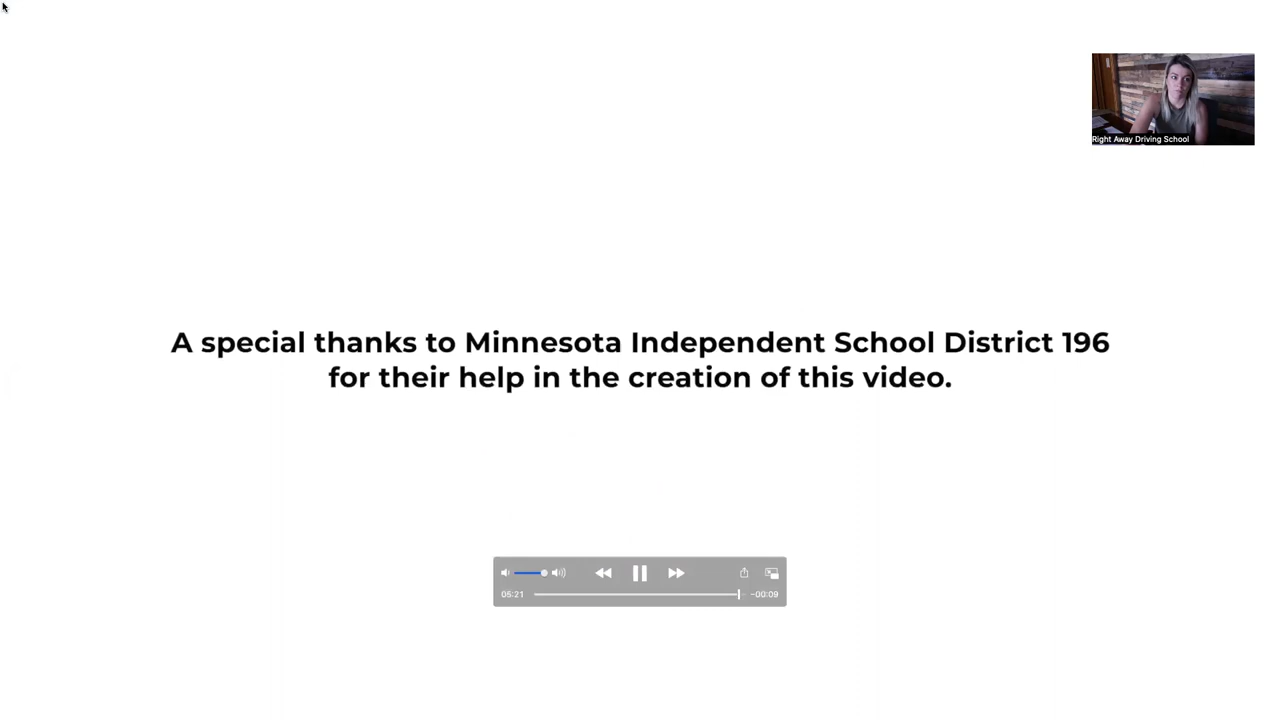 Right Away Driving School
A special thanks to Minnesota Independent School District 196
for their help in the creation of this video.
05:21
-00:09